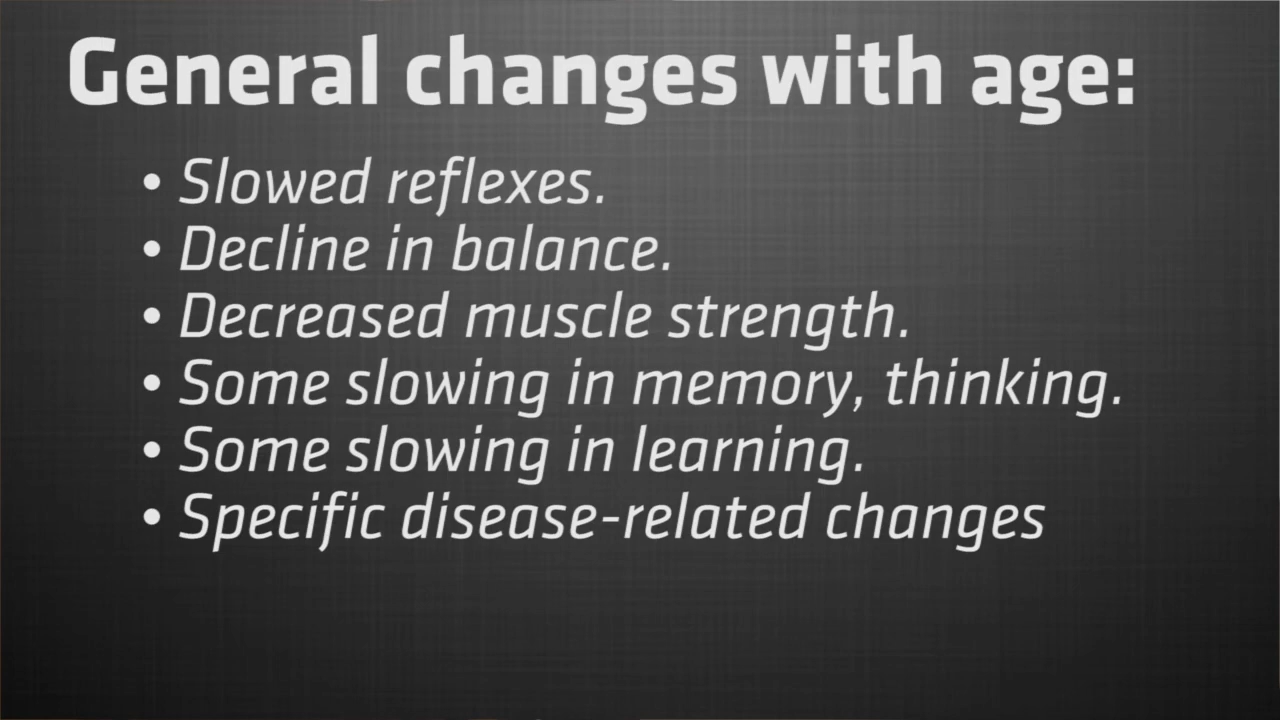 General changes with age:
• Slowed reflexes.
• Decline in balance.
• Decreased muscle strength.
• Some slowing in memory, thinking.
• Some slowing in learning.
• Specific disease-related changes